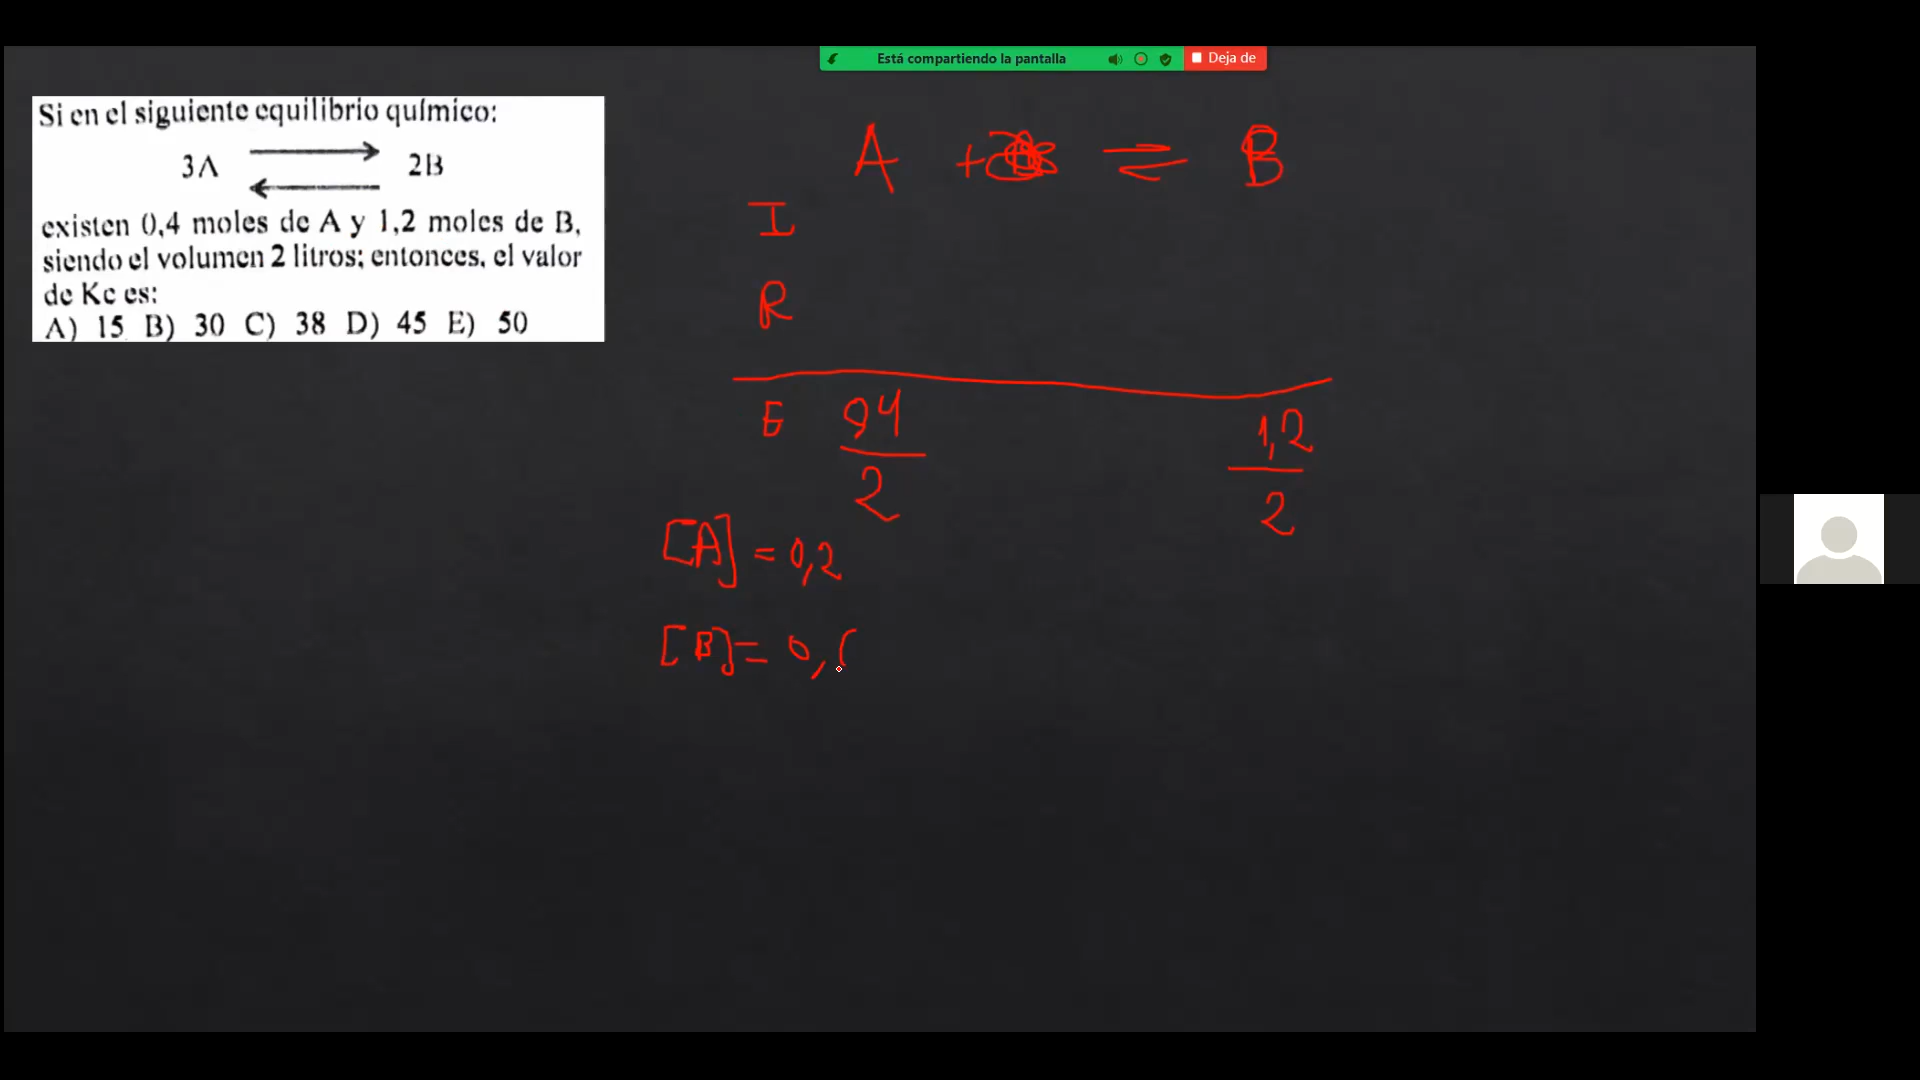 Está compartiendo la pantalla
Deja de
Si en el siguiente equilibrio químico:
3A 2B
existen 0,4 moles de A y 1,2 moles de B,
siendo el volumen 2 litros; entonces, el valor
de Kc es:
A) 15 B) 30 C) 38 D) 45 E) 50
A + ⇌ B
I
R
E 0,4 1,2
2 2
[A] = 0,2
[B] = 0,